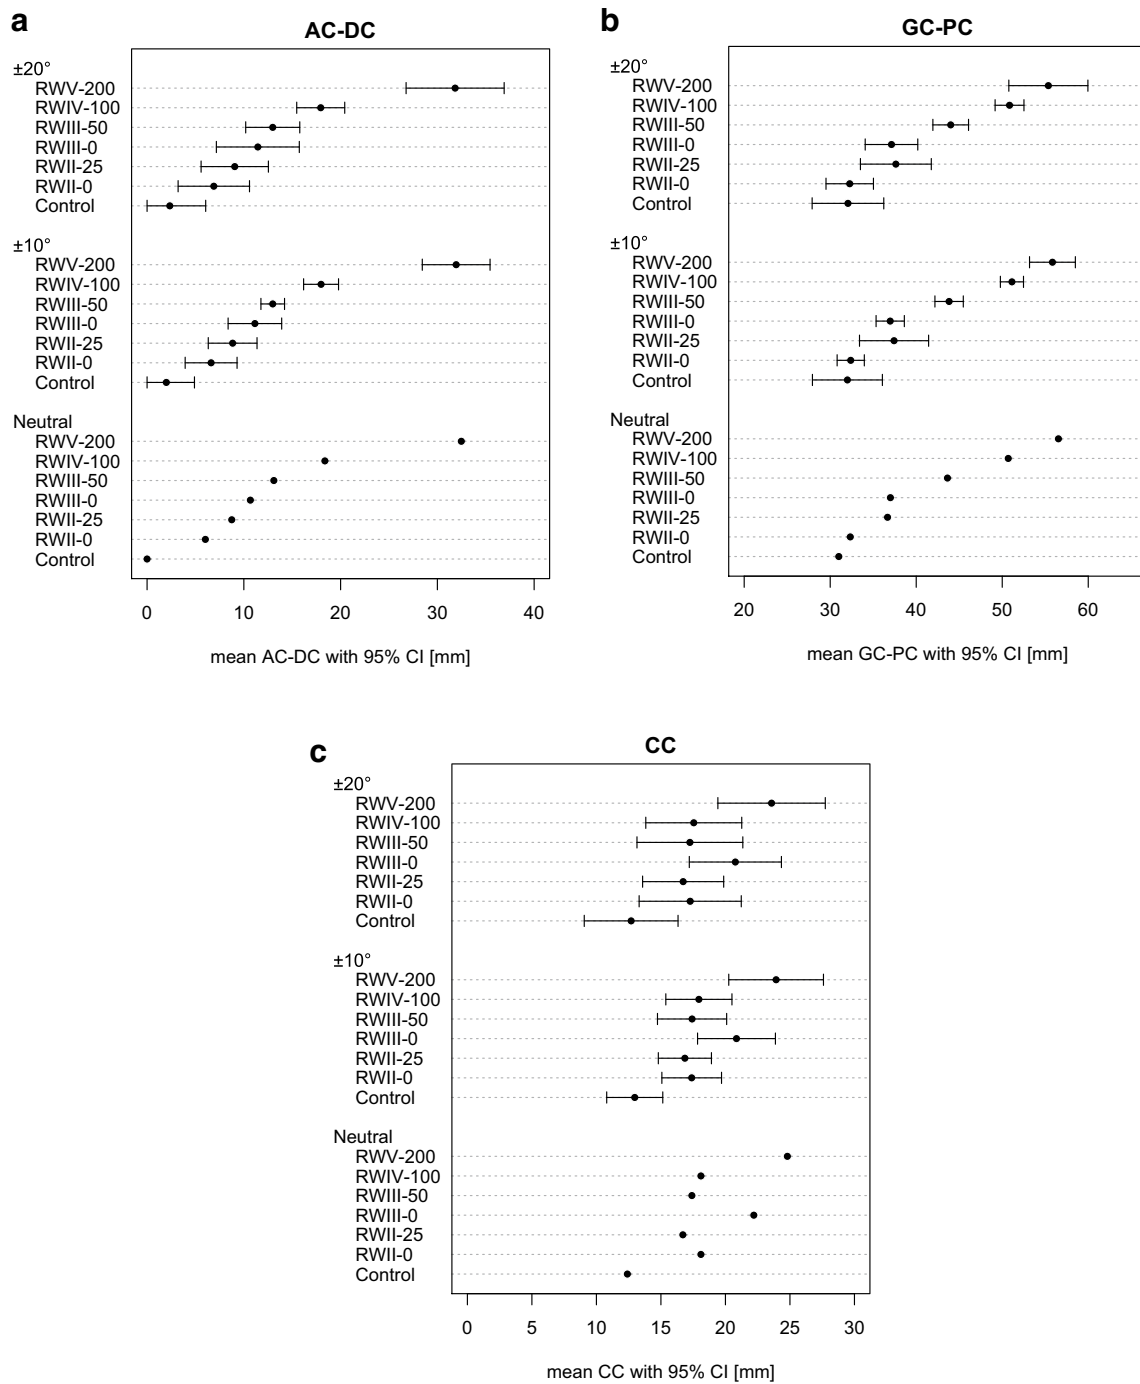 a
AC-DC
±20°
RWV-200
RWIV-100
RWIII-50
RWIII-0
RWII-25
RWII-0
Control
±10°
RWV-200
RWIV-100
RWIII-50
RWIII-0
RWII-25
RWII-0
Control
Neutral
RWV-200
RWIV-100
RWIII-50
RWIII-0
RWII-25
RWII-0
Control
0 10 20 30 40
mean AC-DC with 95% CI [mm]
b
GC-PC
±20°
RWV-200
RWIV-100
RWIII-50
RWIII-0
RWII-25
RWII-0
Control
±10°
RWV-200
RWIV-100
RWIII-50
RWIII-0
RWII-25
RWII-0
Control
Neutral
RWV-200
RWIV-100
RWIII-50
RWIII-0
RWII-25
RWII-0
Control
20 30 40 50 60
mean GC-PC with 95% CI [mm]
c
CC
±20°
RWV-200
RWIV-100
RWIII-50
RWIII-0
RWII-25
RWII-0
Control
±10°
RWV-200
RWIV-100
RWIII-50
RWIII-0
RWII-25
RWII-0
Control
Neutral
RWV-200
RWIV-100
RWIII-50
RWIII-0
RWII-25
RWII-0
Control
0 5 10 15 20 25 30
mean CC with 95% CI [mm]